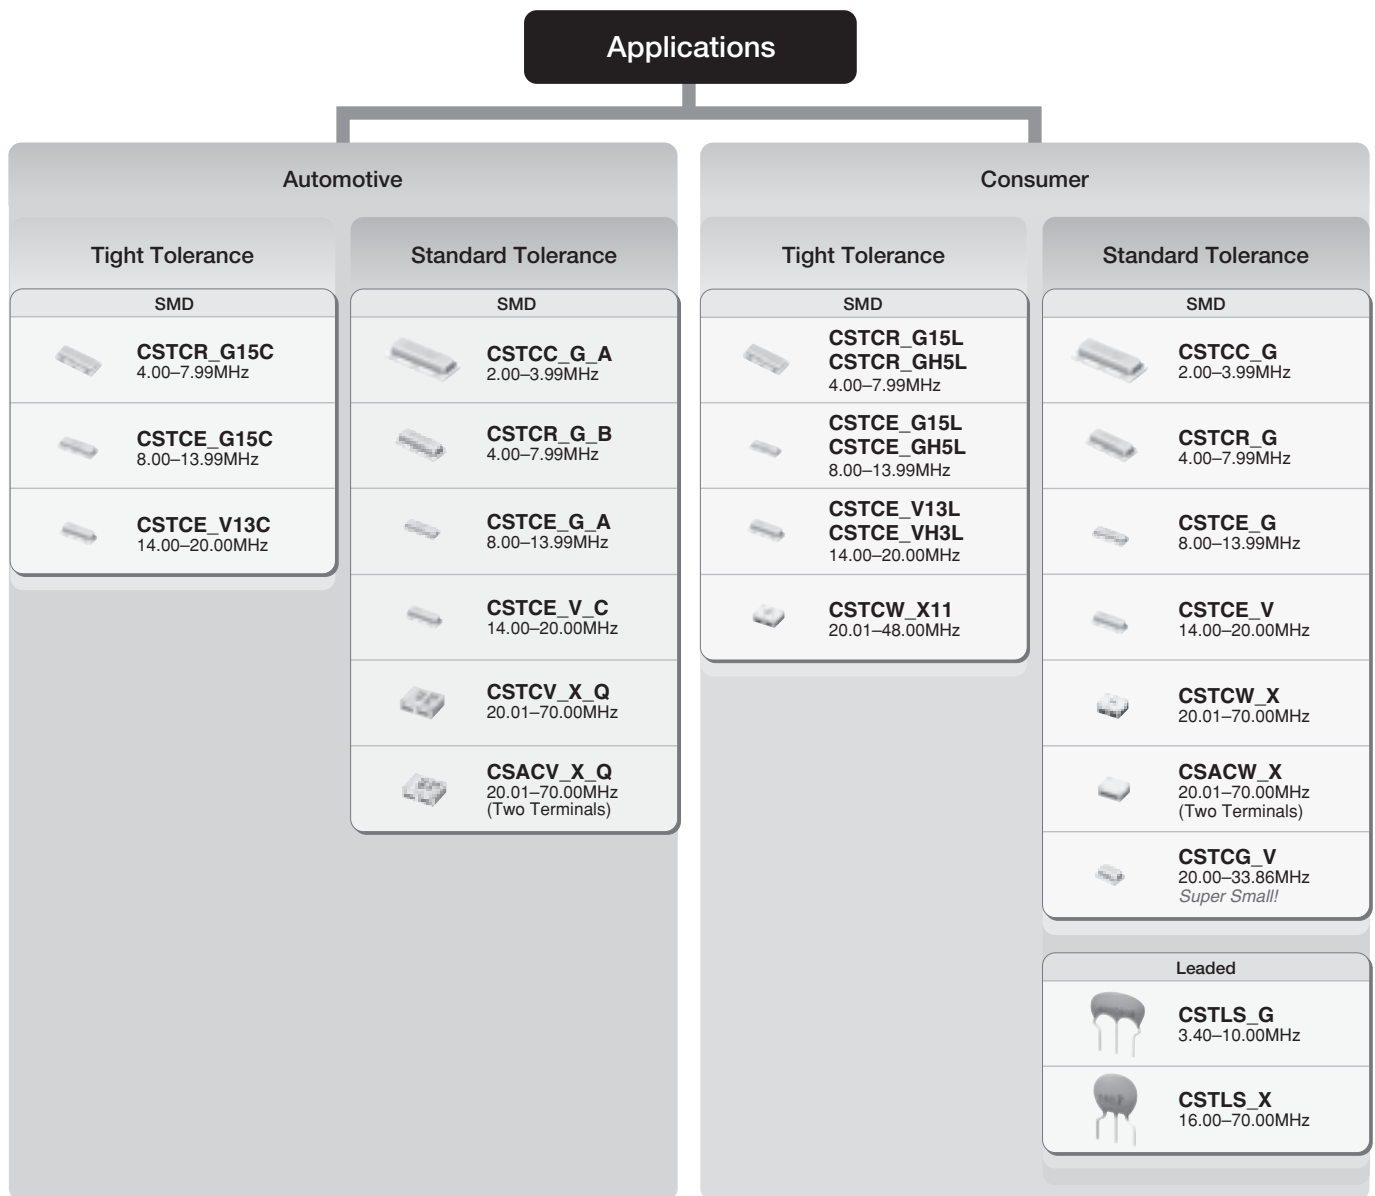 Applications
Automotive
Tight Tolerance
SMD
CSTCR_G15C
4.00–7.99MHz
CSTCE_G15C
8.00–13.99MHz
CSTCE_V13C
14.00–20.00MHz
Standard Tolerance
SMD
CSTCC_G_A
2.00–3.99MHz
CSTCR_G_B
4.00–7.99MHz
CSTCE_G_A
8.00–13.99MHz
CSTCE_V_C
14.00–20.00MHz
CSTCV_X_Q
20.01–70.00MHz
CSACV_X_Q
20.01–70.00MHz
(Two Terminals)
Consumer
Tight Tolerance
SMD
CSTCR_G15L
CSTCR_GH5L
4.00–7.99MHz
CSTCE_G15L
CSTCE_GH5L
8.00–13.99MHz
CSTCE_V13L
CSTCE_VH3L
14.00–20.00MHz
CSTCW_X11
20.01–48.00MHz
Standard Tolerance
SMD
CSTCC_G
2.00–3.99MHz
CSTCR_G
4.00–7.99MHz
CSTCE_G
8.00–13.99MHz
CSTCE_V
14.00–20.00MHz
CSTCW_X
20.01–70.00MHz
CSACW_X
20.01–70.00MHz
(Two Terminals)
CSTCG_V
20.00–33.86MHz
Super Small!
Leaded
CSTLS_G
3.40–10.00MHz
CSTLS_X
16.00–70.00MHz